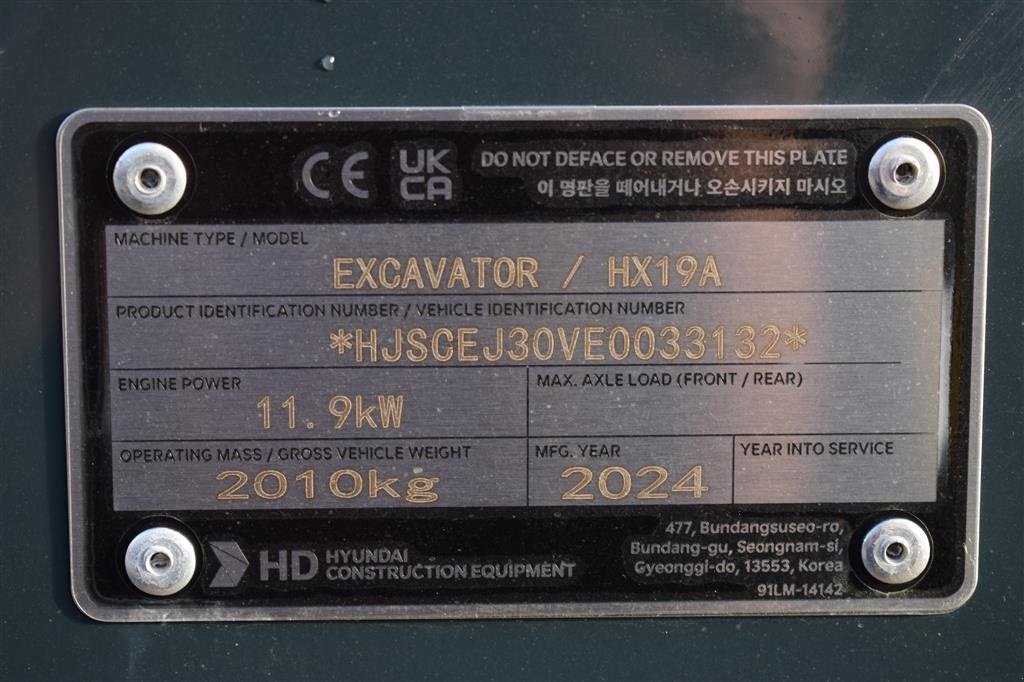 CE UK CA DO NOT DEFACE OR REMOVE THIS PLATE
이 명판을 떼어내거나 오손시키지 마시오
MACHINE TYPE / MODEL
EXCAVATOR / HX19A
PRODUCT IDENTIFICATION NUMBER / VEHICLE IDENTIFICATION NUMBER
*HJSCEJ30VE0033132*
ENGINE POWER
11.9kW
MAX. AXLE LOAD (FRONT / REAR)
OPERATING MASS / GROSS VEHICLE WEIGHT
2010kg
MFG. YEAR
2024
YEAR INTO SERVICE
HD HYUNDAI
CONSTRUCTION EQUIPMENT
477, Bundangsuseo-ro,
Bundang-gu, Seongnam-si,
Gyeonggi-do, 13553, Korea
91LM-14142